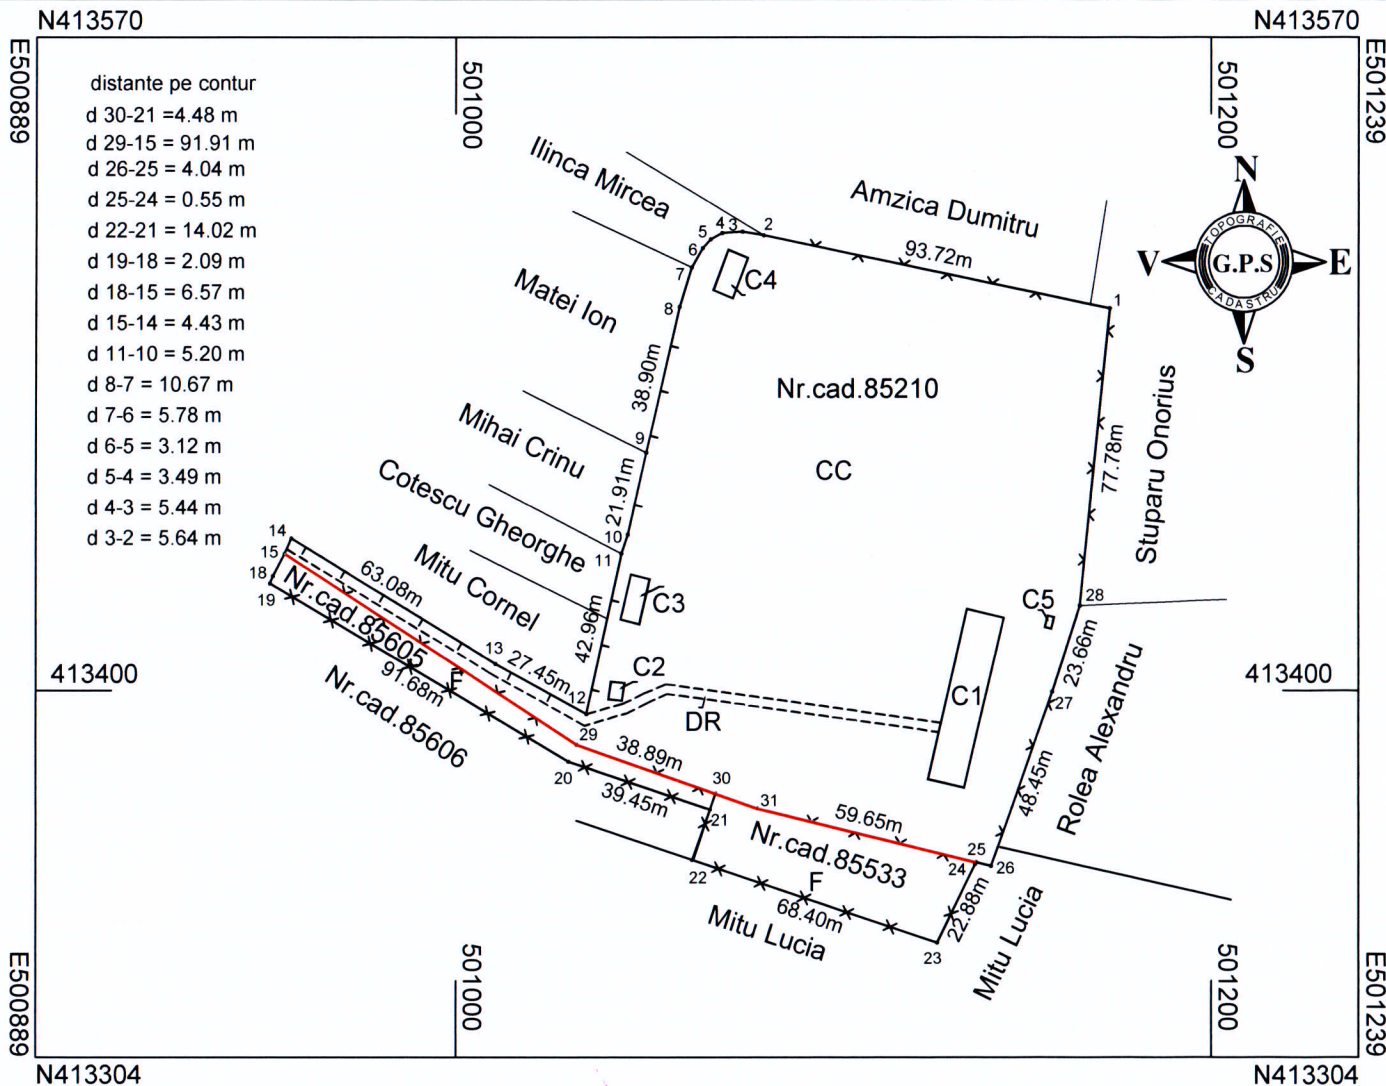 N413570
N413570
E500889
501000
501200
E501239
distante pe contur
d 30-21 =4.48 m
d 29-15 = 91.91 m
d 26-25 = 4.04 m
d 25-24 = 0.55 m
d 22-21 = 14.02 m
d 19-18 = 2.09 m
d 18-15 = 6.57 m
d 15-14 = 4.43 m
d 11-10 = 5.20 m
d 8-7 = 10.67 m
d 7-6 = 5.78 m
d 6-5 = 3.12 m
d 5-4 = 3.49 m
d 4-3 = 5.44 m
d 3-2 = 5.64 m
Ilinca Mircea
Amzica Dumitru
93.72m
N
TOPOGRAFIE
V
G.P.S
E
CADASTRU
S
2
3
4
5
6
7
8
1
C4
Matei Ion
38.90m
Nr.cad.85210
CC
77.78m
Stuparu Onorius
Mihai Crinu
9
21.91m
Cotescu Gheorghe
10
11
Mitu Cornel
C3
42.96m
C5
28
14
15
18
19
63.08m
Nr.cad.85605
13
27.45m
12
C2
F
91.68m
Nr.cad.85606
413400
413400
DR
C1
23.66m
27
Rolea Alexandru
48.45m
29
38.89m
20
39.45m
30
21
31
59.65m
Nr.cad.85533
24
25
26
22
F
68.40m
22.88m
23
Mitu Lucia
Mitu Lucia
E500889
501000
501200
E501239
N413304
N413304